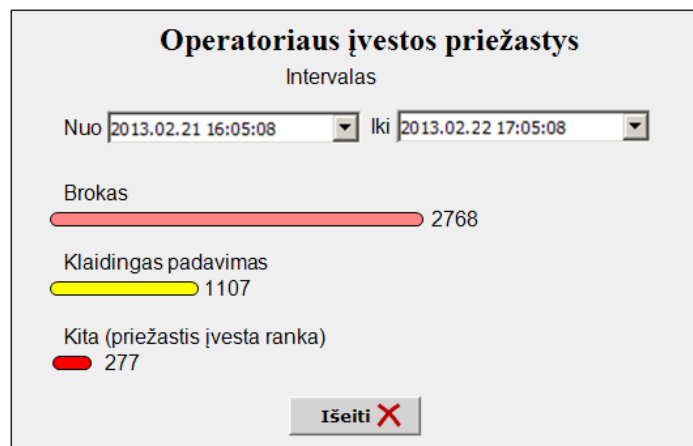 Operatoriaus įvestos priežastys
Intervalas
Nuo 2013.02.21 16:05:08 Iki 2013.02.22 17:05:08
Brokas
2768
Klaidingas padavimas
1107
Kita (priežastis įvesta ranka)
277
Išeiti